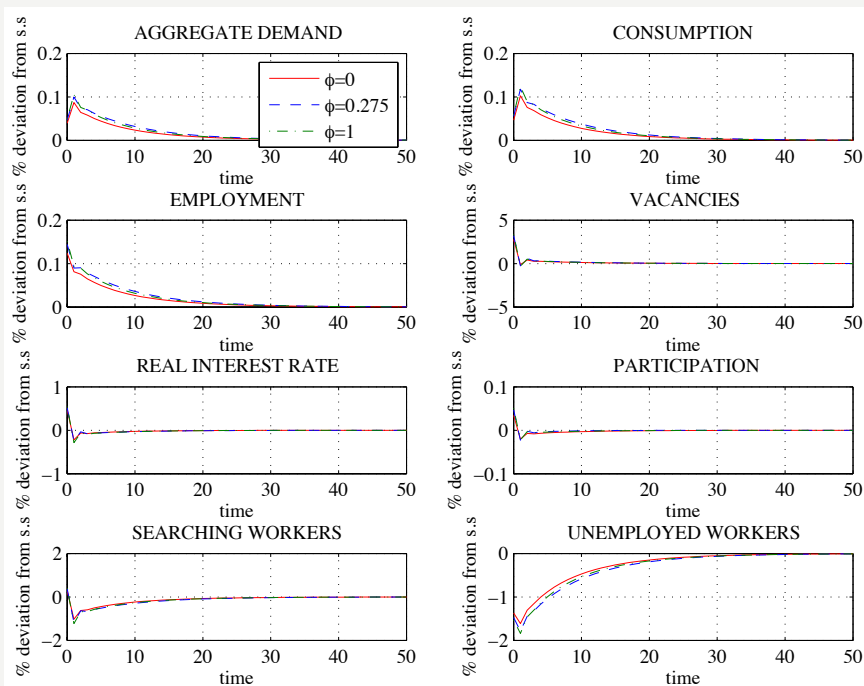 AGGREGATE DEMAND
% deviation from s.s
0.2
0.1
0
0 10 20 30 40 50
time
ϕ=0
ϕ=0.275
ϕ=1
CONSUMPTION
% deviation from s.s
0.2
0.1
0
0 10 20 30 40 50
time
EMPLOYMENT
% deviation from s.s
0.2
0.1
0
0 10 20 30 40 50
time
VACANCIES
% deviation from s.s
5
0
−5
0 10 20 30 40 50
time
REAL INTEREST RATE
% deviation from s.s
1
0
−1
0 10 20 30 40 50
time
PARTICIPATION
% deviation from s.s
0.1
0
−0.1
0 10 20 30 40 50
time
SEARCHING WORKERS
% deviation from s.s
2
0
−2
0 10 20 30 40 50
time
UNEMPLOYED WORKERS
% deviation from s.s
0
−1
−2
0 10 20 30 40 50
time